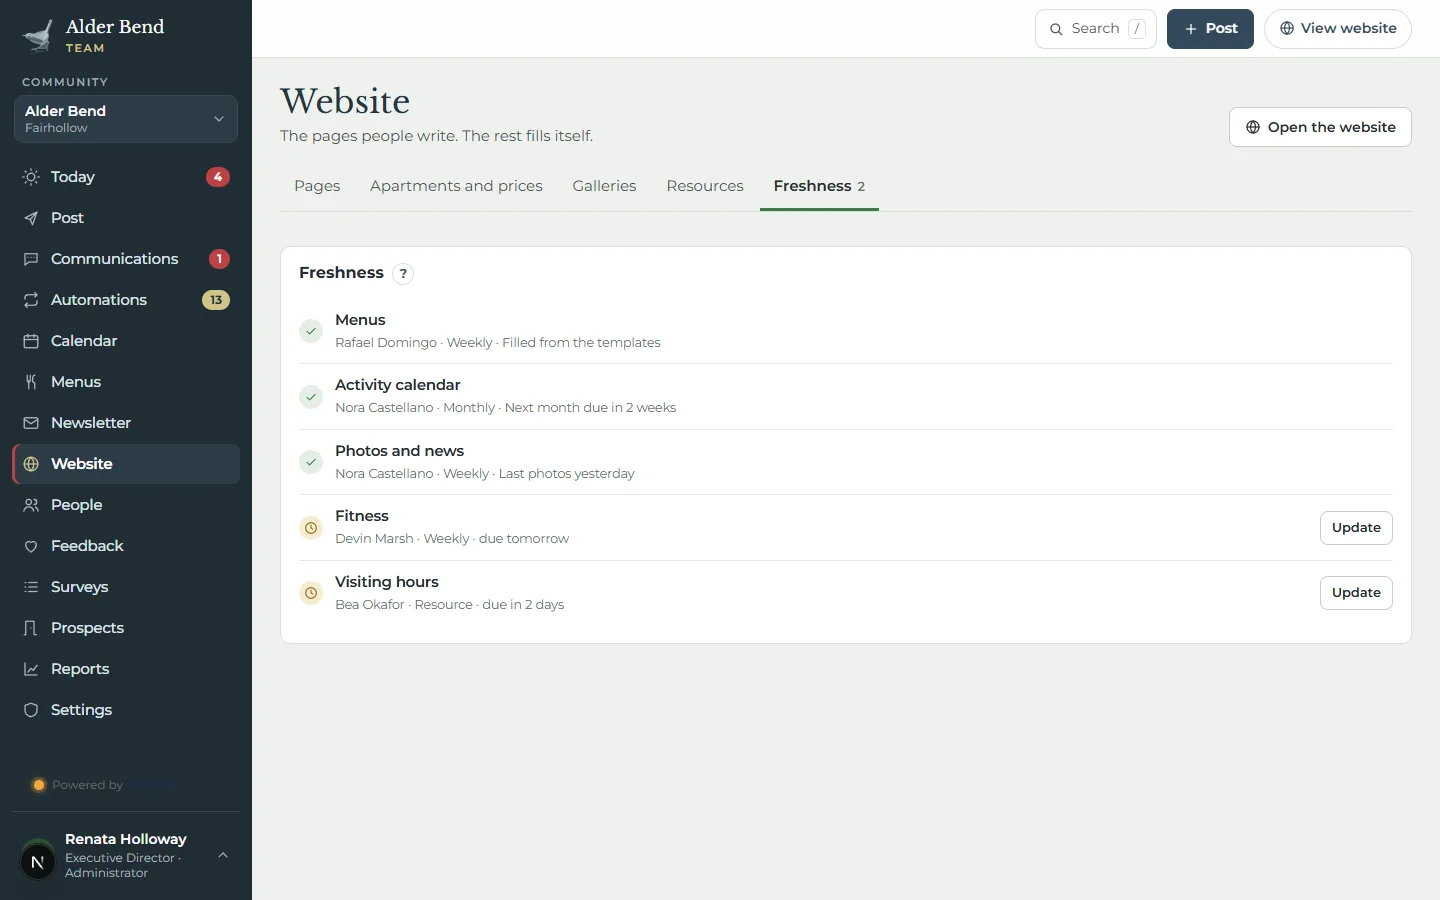 Alder Bend
TEAM
COMMUNITY
Alder Bend
Fairhollow
Today 4
Post
Communications 1
Automations 13
Calendar
Menus
Newsletter
Website
People
Feedback
Surveys
Prospects
Reports
Settings
Powered by
N
Renata Holloway
Executive Director ·
Administrator
Search /
+ Post
View website
Website
The pages people write. The rest fills itself.
Open the website
Pages
Apartments and prices
Galleries
Resources
Freshness 2
Freshness ?
Menus
Rafael Domingo · Weekly · Filled from the templates
Activity calendar
Nora Castellano · Monthly · Next month due in 2 weeks
Photos and news
Nora Castellano · Weekly · Last photos yesterday
Fitness
Devin Marsh · Weekly · due tomorrow
Update
Visiting hours
Bea Okafor · Resource · due in 2 days
Update